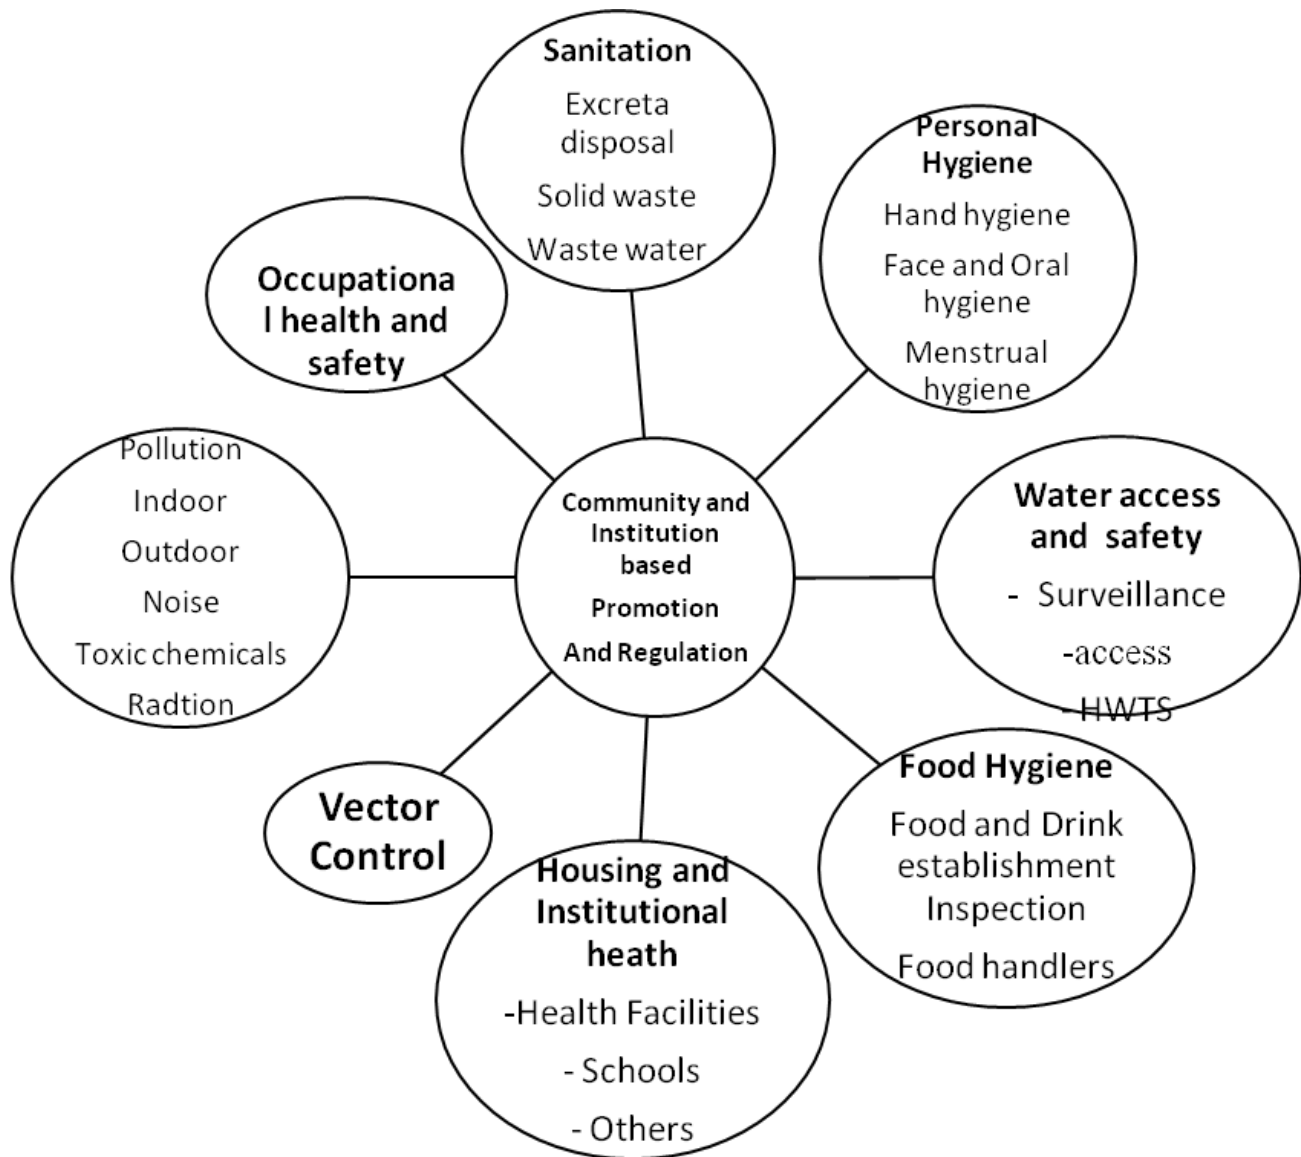 Sanitation
Excreta
disposal
Solid waste
Waste water
Personal
Hygiene
Hand hygiene
Face and Oral
hygiene
Menstrual
hygiene
Occupationa
l health and
safety
Pollution
Indoor
Outdoor
Noise
Toxic chemicals
Radtion
Community and
Institution
based
Promotion
And Regulation
Water access
and safety
- Surveillance
-access
-HWTS
Food Hygiene
Food and Drink
establishment
Inspection
Food handlers
Vector
Control
Housing and
Institutional
heath
-Health Facilities
- Schools
- Others